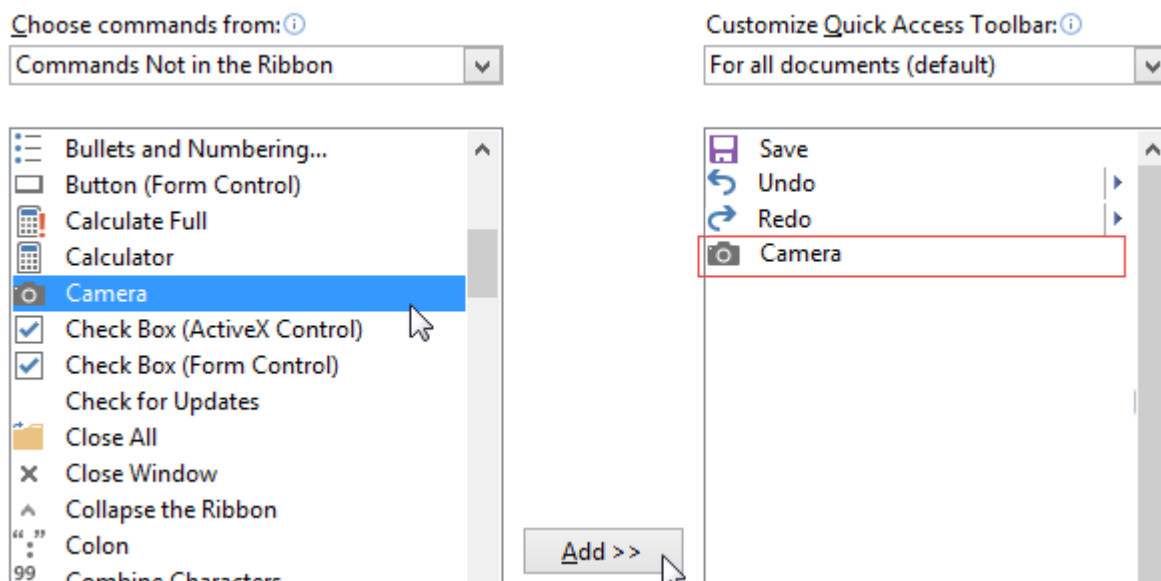 Choose commands from:
Commands Not in the Ribbon
Bullets and Numbering...
Button (Form Control)
Calculate Full
Calculator
Camera
Check Box (ActiveX Control)
Check Box (Form Control)
Check for Updates
Close All
Close Window
Collapse the Ribbon
Colon
Combine Characters
Add >>
Customize Quick Access Toolbar:
For all documents (default)
Save
Undo
Redo
Camera